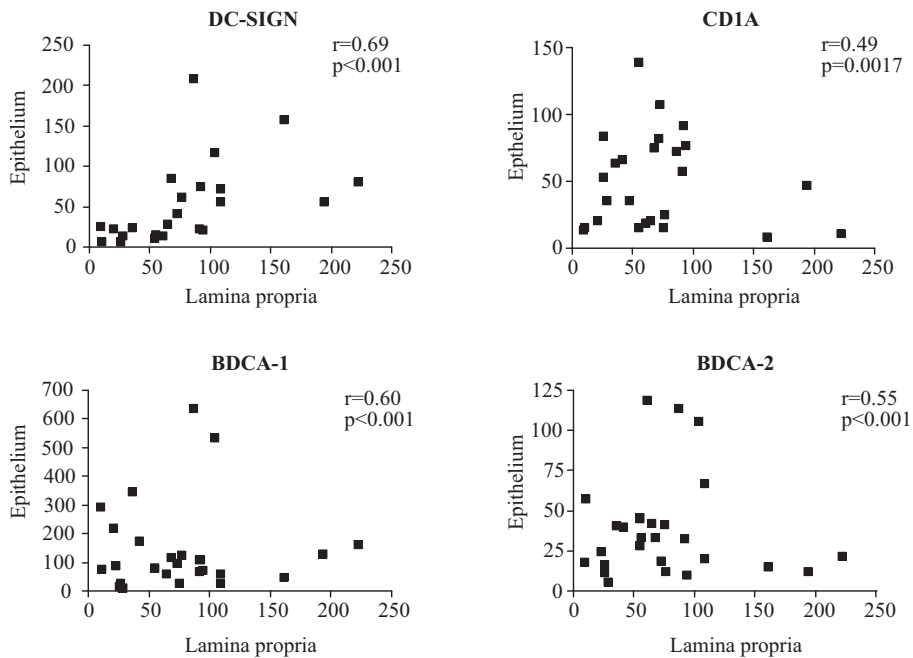 DC-SIGN
r=0.69
p<0.001
Epithelium
250
200
150
100
50
0
0 50 100 150 200 250
Lamina propria
CD1A
r=0.49
p=0.0017
Epthelium
150
100
50
0
0 50 100 150 200 250
Lamina propria
BDCA-1
r=0.60
p<0.001
Epithelium
700
600
500
400
300
200
100
0
0 50 100 150 200 250
Lamina propria
BDCA-2
r=0.55
p<0.001
Epthelium
125
100
75
50
25
0
0 50 100 150 200 250
Lamina propria